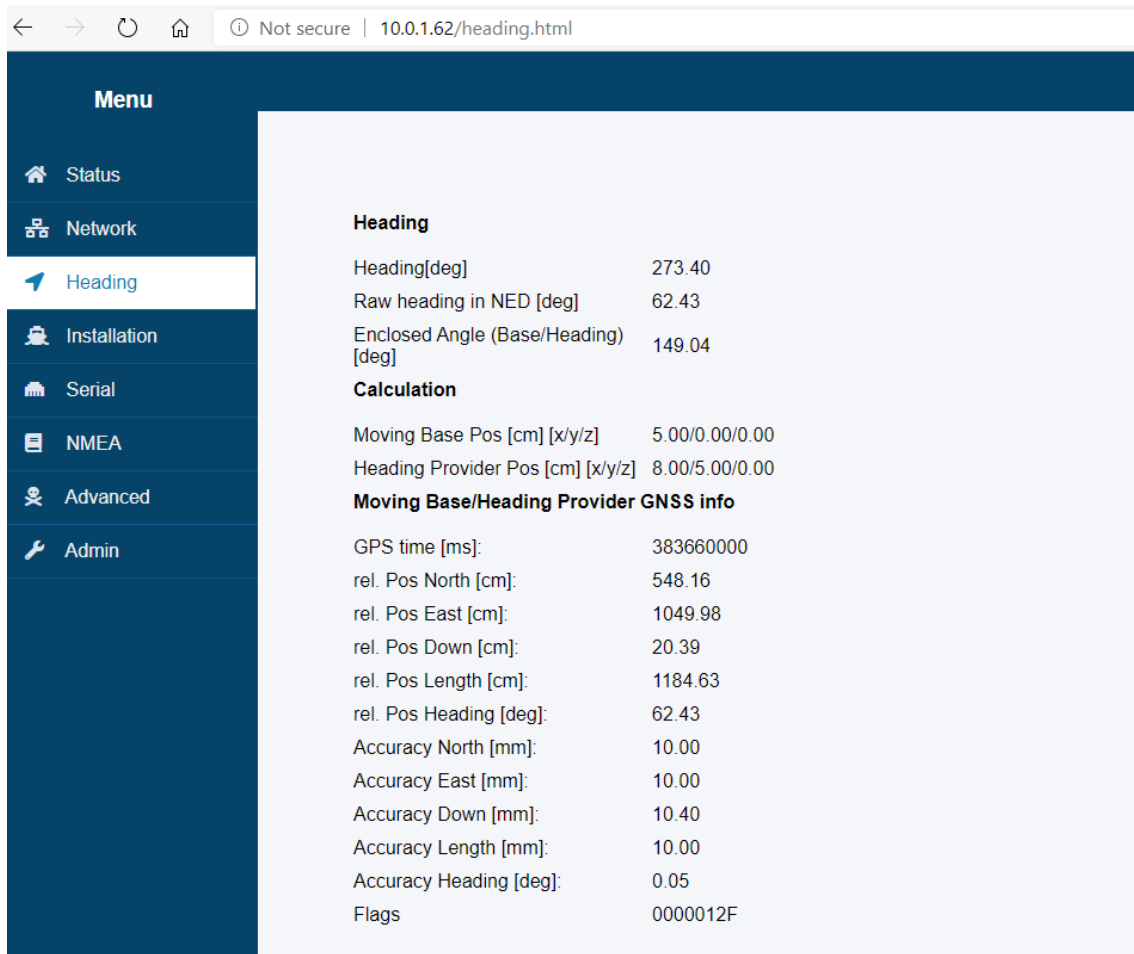 Not secure | 10.0.1.62/heading.html
Menu
Status
Network
Heading
Installation
Serial
NMEA
Advanced
Admin
Heading
Heading[deg] 273.40
Raw heading in NED [deg] 62.43
Enclosed Angle (Base/Heading)
[deg] 149.04
Calculation
Moving Base Pos [cm] [x/y/z] 5.00/0.00/0.00
Heading Provider Pos [cm] [x/y/z] 8.00/5.00/0.00
Moving Base/Heading Provider GNSS info
GPS time [ms]: 383660000
rel. Pos North [cm]: 548.16
rel. Pos East [cm]: 1049.98
rel. Pos Down [cm]: 20.39
rel. Pos Length [cm]: 1184.63
rel. Pos Heading [deg]: 62.43
Accuracy North [mm]: 10.00
Accuracy East [mm]: 10.00
Accuracy Down [mm]: 10.40
Accuracy Length [mm]: 10.00
Accuracy Heading [deg]: 0.05
Flags 0000012F